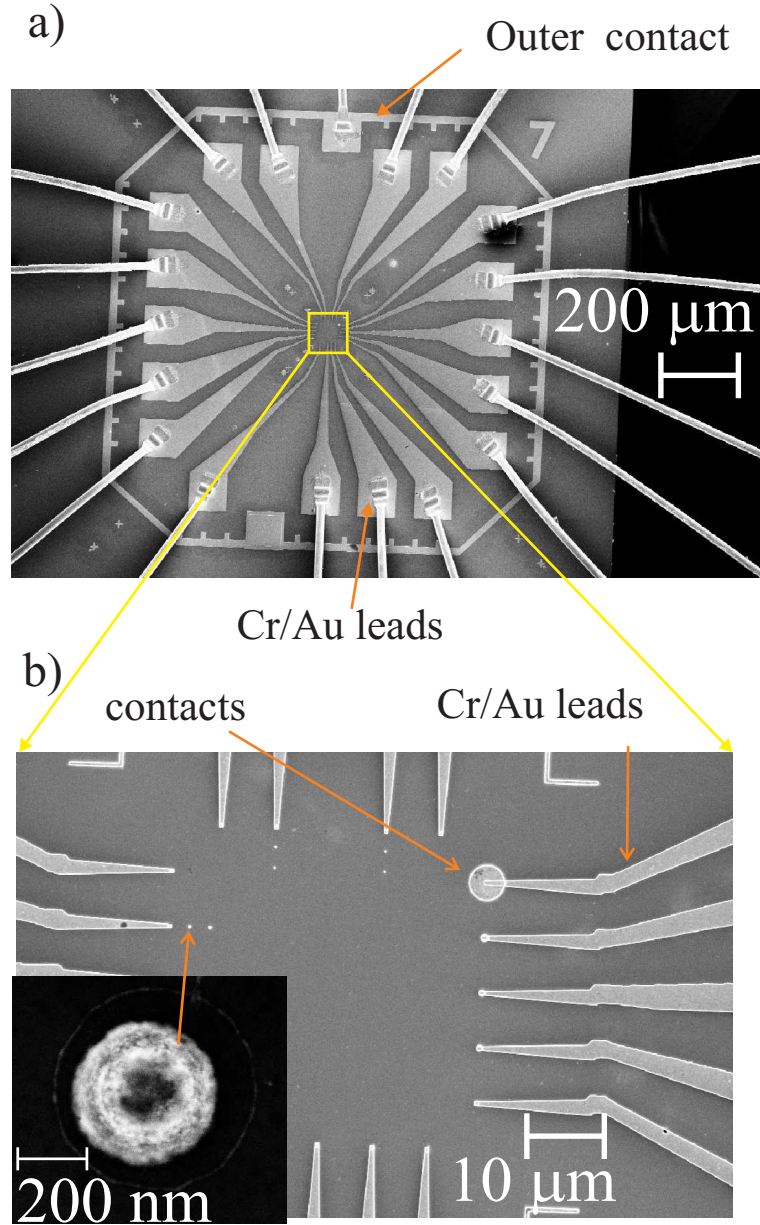 a)
Outer contact
7
200 μm
Cr/Au leads
b)
contacts
Cr/Au leads
200 nm
10 μm